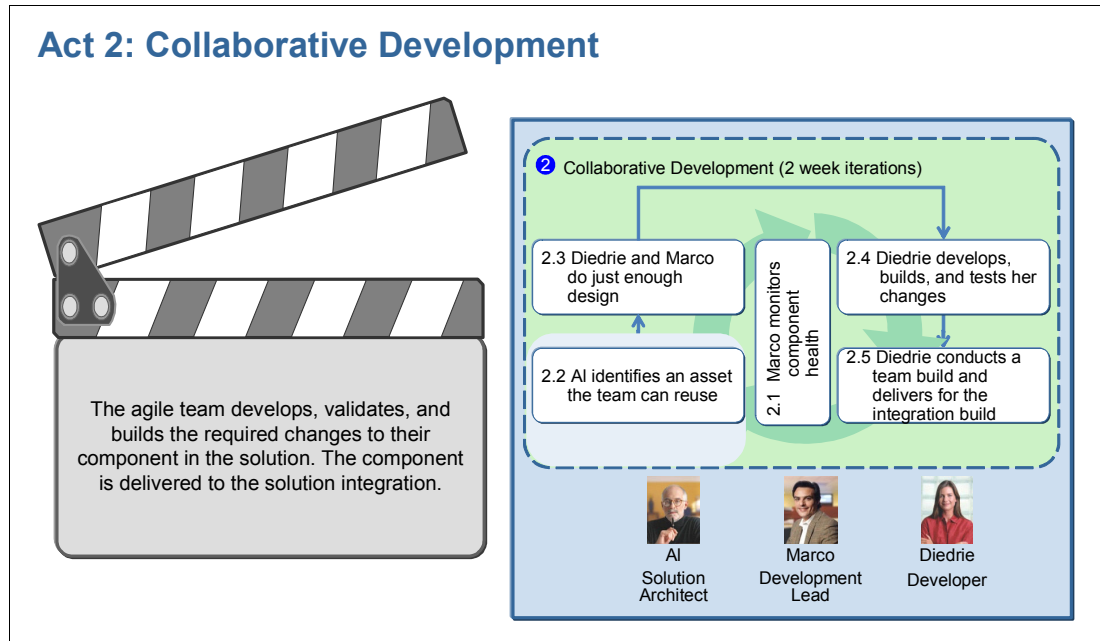 Act 2: Collaborative Development
The agile team develops, validates, and
builds the required changes to their
component in the solution. The component
is delivered to the solution integration.
2 Collaborative Development (2 week iterations)
2.3 Diedrie and Marco
do just enough
design
2.2 Al identifies an asset
the team can reuse
2.1 Marco monitors
component
health
2.4 Diedrie develops,
builds, and tests her
changes
2.5 Diedrie conducts a
team build and
delivers for the
integration build
Al
Solution
Architect
Marco
Development
Lead
Diedrie
Developer